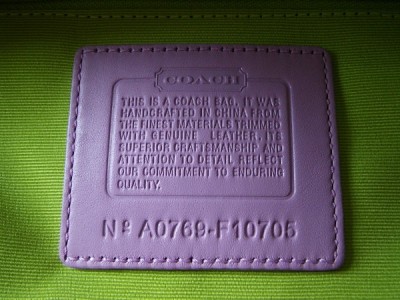 COACH
THIS IS A COACH BAG. IT WAS
HANDCRAFTED IN CHINA FROM
THE FINEST MATERIALS TRIMMED
WITH GENUINE LEATHER. ITS
SUPERIOR CRAFTSMANSHIP AND
ATTENTION TO DETAIL REFLECT
OUR COMMITMENT TO ENDURING
QUALITY.
Nº A0769-F10705